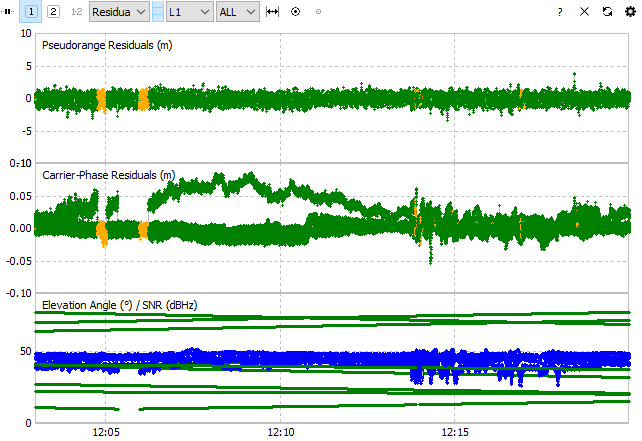 1 2 1-2 Residua L1 ALL ?
10
Pseudorange Residuals (m)
5
0
-5
0.10
Carrier-Phase Residuals (m)
0.05
0.00
-0.05
-0.10
Elevation Angle (°) / SNR (dBHz)
50
0
12:05 12:10 12:15